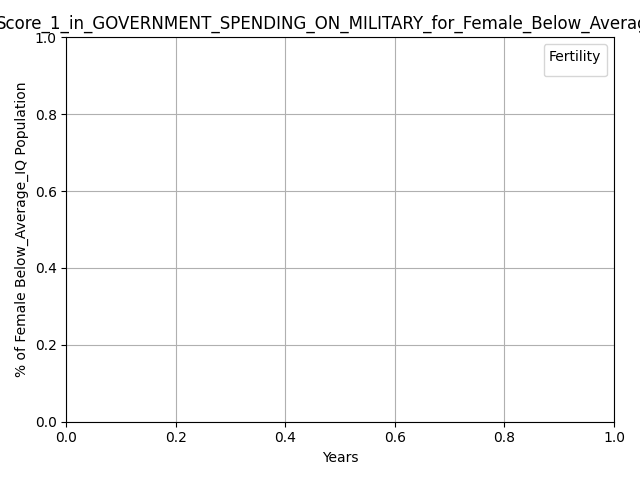 Score_1_in_GOVERNMENT_SPENDING_ON_MILITARY_for_Female_Below_Averag
Fertility
1.0
0.8
0.6
0.4
0.2
0.0
% of Female Below_Average_IQ Population
0.0 0.2 0.4 0.6 0.8 1.0
Years